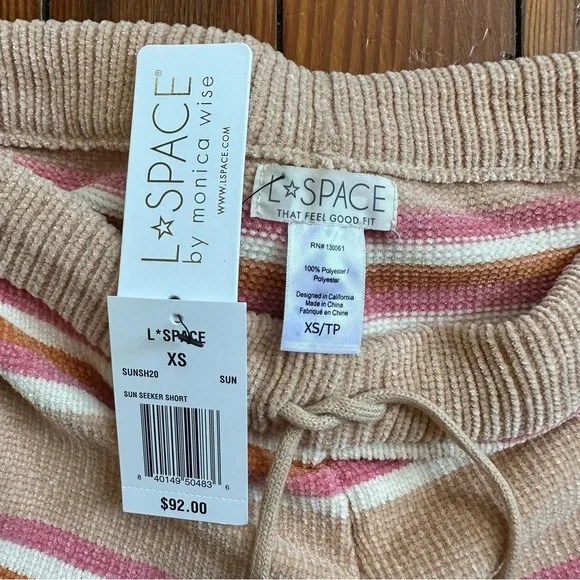 L☆SPACE®
by monica wise
WWW.LSPACE.COM
L*SPACE
XS
SUNSH20 SUN
SUN SEEKER SHORT
8 40149 50483 6
$92.00
L☆SPACE
THAT FEEL GOOD FIT
RN# 130061
100% Polyester /
Polyester
Designed in California
Made in China
Fabriqué en Chine
XS/TP